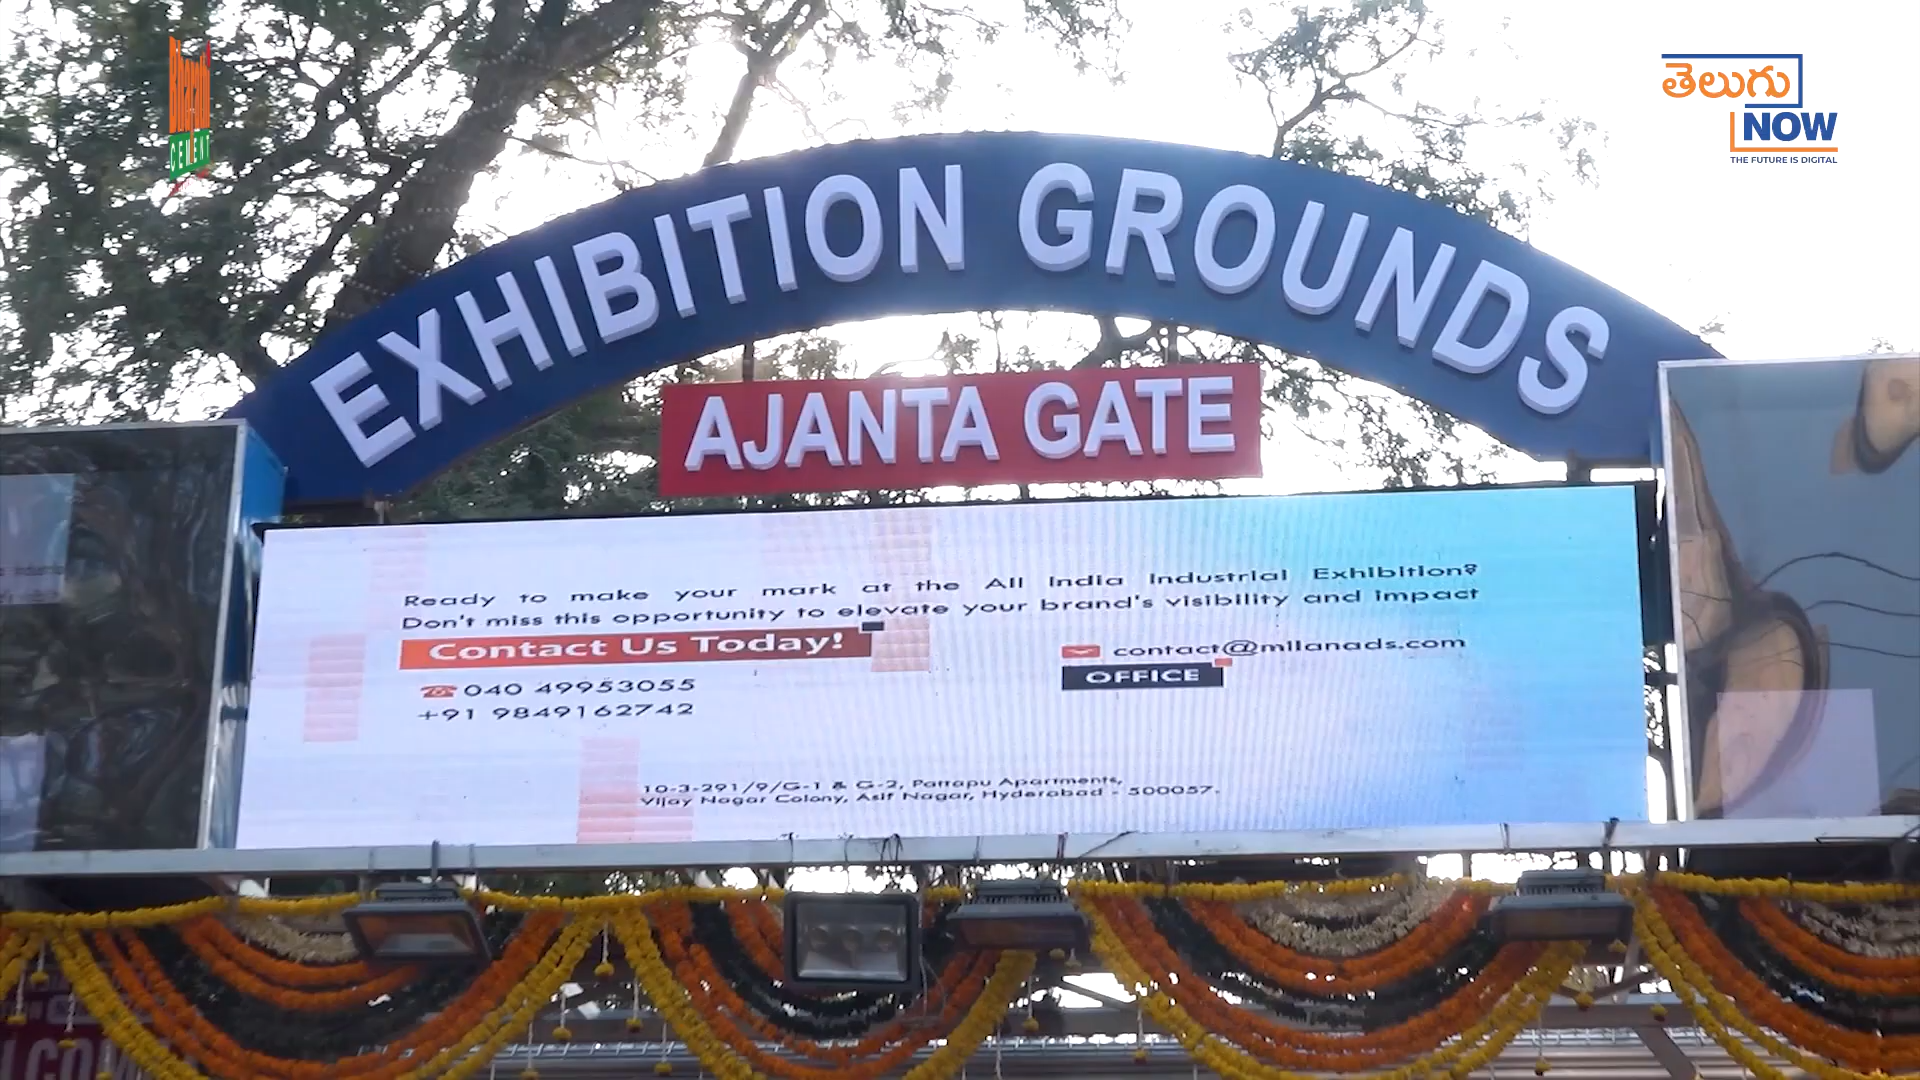 Bharathi
CEMENT
తెలుగు
NOW
THE FUTURE IS DIGITAL
EXHIBITION GROUNDS
AJANTA GATE
Ready to make your mark at the All India Industrial Exhibition?
Don't miss this opportunity to elevate your brand's visibility and impact
Contact Us Today!
contact@milanads.com
040 49953055
OFFICE
+91 9849162742
10-3-291/9/G-1 & G-2, Pattapu Apartments,
Vijay Nagar Colony, Asif Nagar, Hyderabad - 500057.